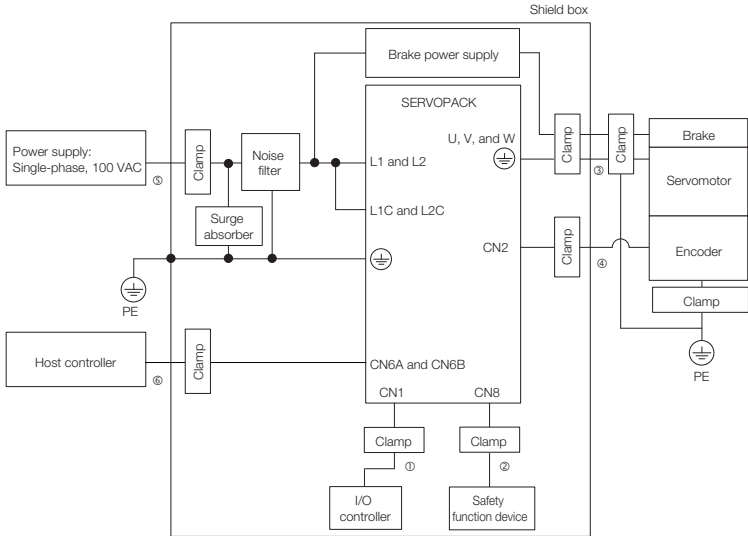 Shield box
Brake power supply
SERVOPACK
U, V, and W
Clamp
Clamp
Brake
Power supply:
Single-phase, 100 VAC
⑤
Clamp
Noise
filter
L1 and L2
③
Servomotor
L1C and L2C
Surge
absorber
CN2
Clamp
④
Encoder
Clamp
PE
PE
Host controller
⑥
Clamp
CN6A and CN6B
CN1
CN8
Clamp
Clamp
①
②
I/O
controller
Safety
function device